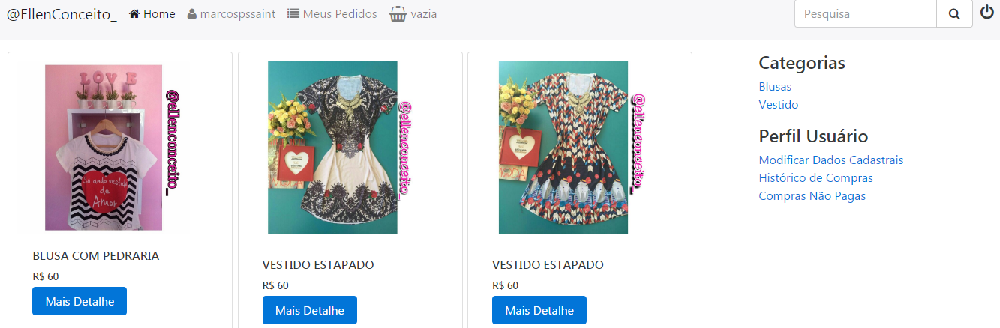 @EllenConceito_ Home marcospssaint Meus Pedidos vazia Pesquisa
LOVE
@ellenconceito_
Só ando vestida
de
Amor
BLUSA COM PEDRARIA
R$ 60
Mais Detalhe
@ellenconceito_
VESTIDO ESTAPADO
R$ 60
Mais Detalhe
@ellenconceito_
VESTIDO ESTAPADO
R$ 60
Mais Detalhe
Categorias
Blusas
Vestido
Perfil Usuário
Modificar Dados Cadastrais
Histórico de Compras
Compras Não Pagas